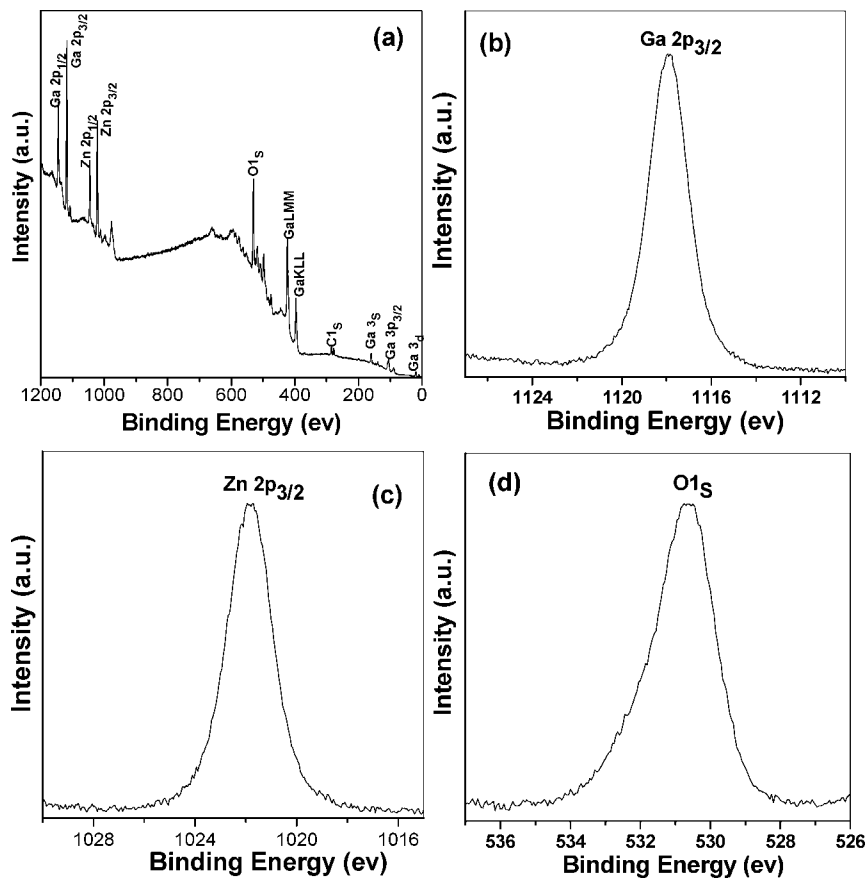 (a)
Ga 2p1/2
Ga 2p3/2
Zn 2p1/2
Zn 2p3/2
O1S
GaLMM
GaKLL
C1S
Ga 3S
Ga 3p3/2
Ga 3d
Intensity (a.u.)
1200 1000 800 600 400 200 0
Binding Energy (ev)
(b)
Ga 2p3/2
Intensity (a.u.)
1124 1120 1116 1112
Binding Energy (ev)
(c)
Zn 2p3/2
Intensity (a.u.)
1028 1024 1020 1016
Binding Energy (ev)
(d)
O1S
Intensity (a.u.)
536 534 532 530 528 526
Binding Energy (ev)